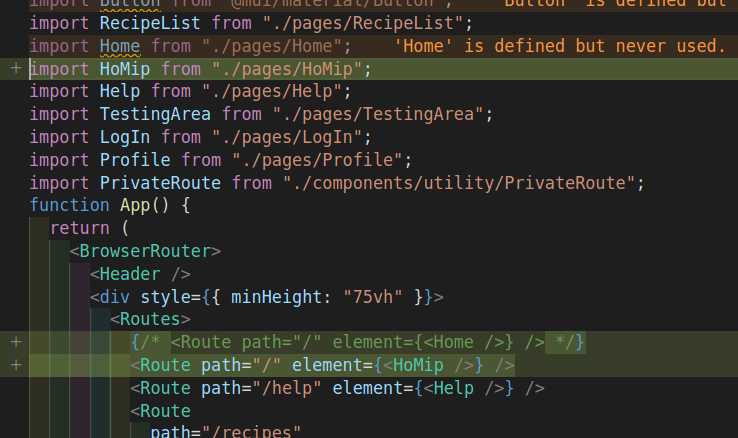 import Button from "@mui/material/Button";     'Button' is defined but
import RecipeList from "./pages/RecipeList";
import Home from "./pages/Home";    'Home' is defined but never used.
+ import HoMip from "./pages/HoMip";
import Help from "./pages/Help";
import TestingArea from "./pages/TestingArea";
import LogIn from "./pages/LogIn";
import Profile from "./pages/Profile";
import PrivateRoute from "./components/utility/PrivateRoute";
function App() {
  return (
    <BrowserRouter>
      <Header />
      <div style={{ minHeight: "75vh" }}>
        <Routes>
+           {/* <Route path="/" element={<Home />} /> */}
+           <Route path="/" element={<HoMip />} />
          <Route path="/help" element={<Help />} />
          <Route
            path="/recipes"